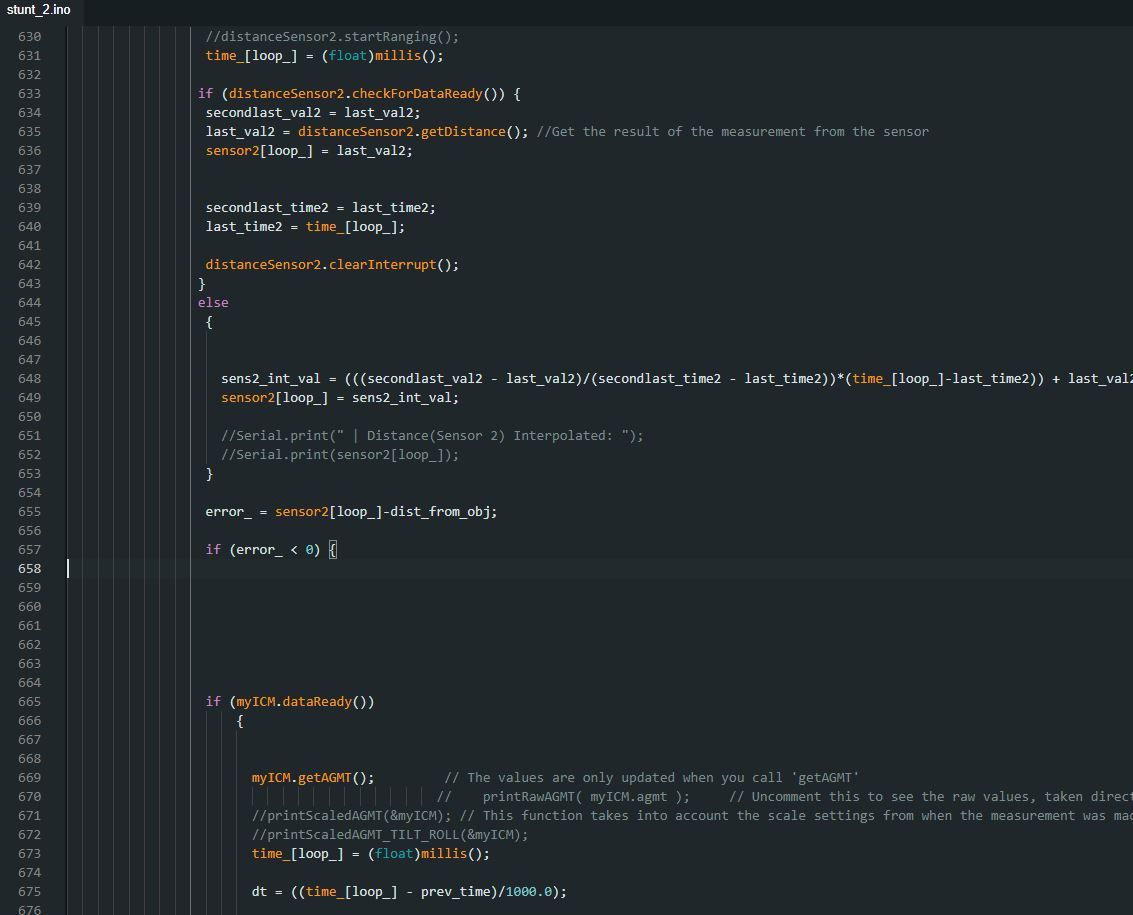 stunt_2.ino
630 //distanceSensor2.startRanging();
631 time_[loop_] = (float)millis();
632
633 if (distanceSensor2.checkForDataReady()) {
634 secondlast_val2 = last_val2;
635 last_val2 = distanceSensor2.getDistance(); //Get the result of the measurement from the sensor
636 sensor2[loop_] = last_val2;
637
638
639 secondlast_time2 = last_time2;
640 last_time2 = time_[loop_];
641
642 distanceSensor2.clearInterrupt();
643 }
644 else
645 {
646
647
648 sens2_int_val = (((secondlast_val2 - last_val2)/(secondlast_time2 - last_time2))*(time_[loop_]-last_time2)) + last_val2
649 sensor2[loop_] = sens2_int_val;
650
651 //Serial.print(" | Distance(Sensor 2) Interpolated: ");
652 //Serial.print(sensor2[loop_]);
653 }
654
655 error_ = sensor2[loop_]-dist_from_obj;
656
657 if (error_ < 0) {
658
659
660
661
662
663
664
665 if (myICM.dataReady())
666 {
667
668
669 myICM.getAGMT(); // The values are only updated when you call 'getAGMT'
670 // printRawAGMT( myICM.agmt ); // Uncomment this to see the raw values, taken direct
671 //printScaledAGMT(&myICM); // This function takes into account the scale settings from when the measurement was mad
672 //printScaledAGMT_TILT_ROLL(&myICM);
673 time_[loop_] = (float)millis();
674
675 dt = ((time_[loop_] - prev_time)/1000.0);
676